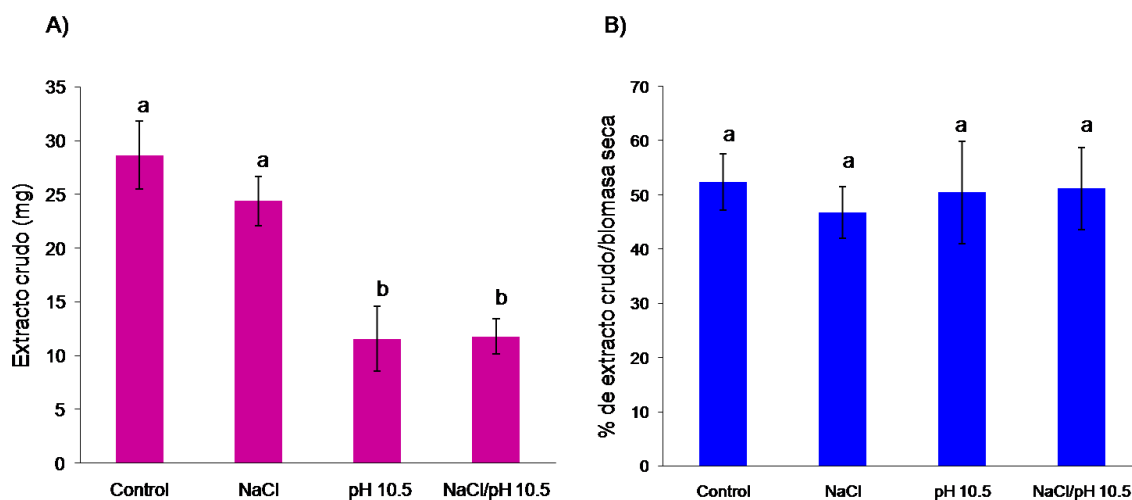 A)
Extracto crudo (mg)
35
30
25
20
15
10
5
0
a
a
b
b
Control
NaCl
pH 10.5
NaCl/pH 10.5
B)
% de extracto crudo/biomasa seca
70
60
50
40
30
20
10
0
a
a
a
a
Control
NaCl
pH 10.5
NaCl/pH 10.5